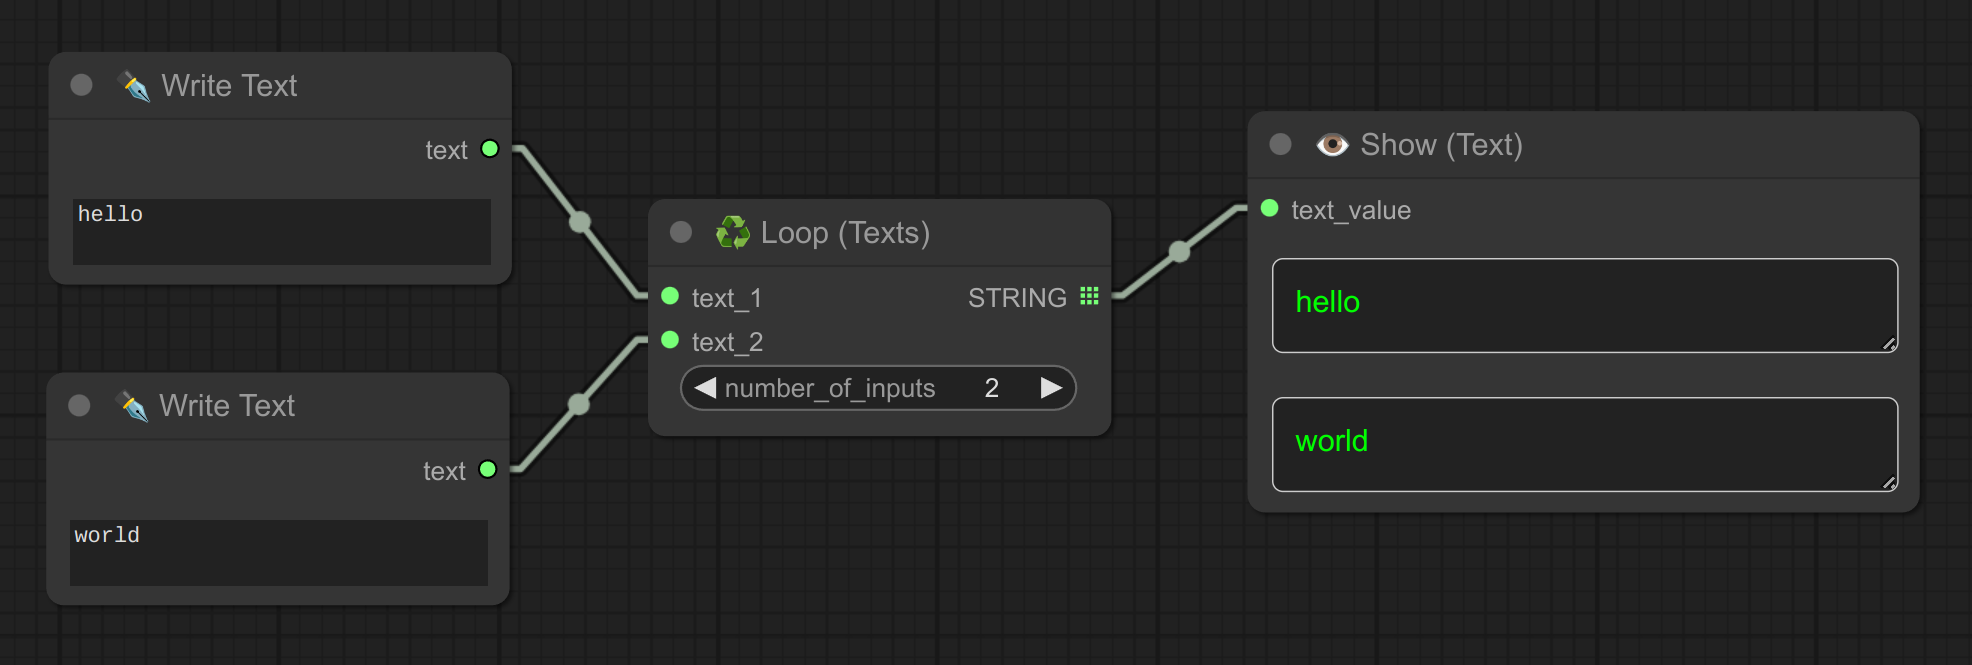 Write Text
text
hello
Write Text
text
world
Loop (Texts)
text_1
STRING
text_2
number_of_inputs 2
Show (Text)
text_value
hello
world